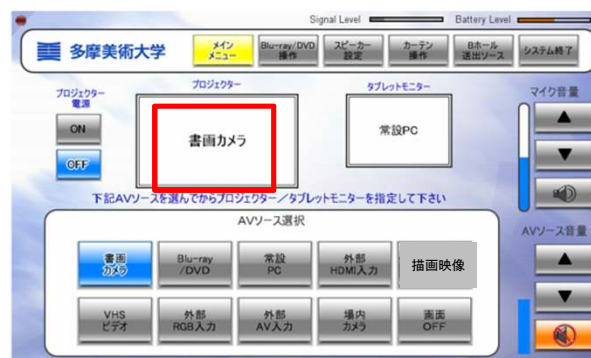 Signal Level
Battery Level
多摩美術大学
メイン
メニュー
Blu-ray/DVD
操作
スピーカー
設定
カーテン
操作
Bホール
送出ソース
システム終了
プロジェクター
電源
ON
OFF
プロジェクター
書画カメラ
タブレットモニター
常設PC
マイク音量
下記AVソースを選んでからプロジェクター／タブレットモニターを指定して下さい
AVソース選択
AVソース音量
書画
カメラ
Blu-ray
/DVD
常設
PC
外部
HDMI入力
描画映像
VHS
ビデオ
外部
RGB入力
外部
AV入力
場内
カメラ
画面
OFF